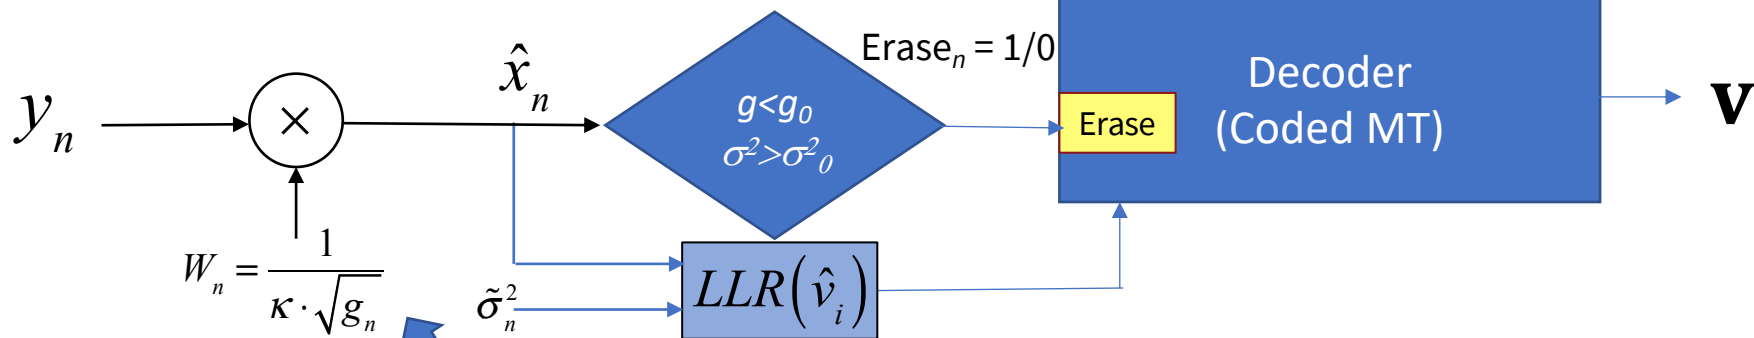 y_n
×
W_n = 1 / (κ · √g_n)
x̂_n
g<g_0
σ²>σ²_0
Erase_n = 1/0
Erase
Decoder
(Coded MT)
v
σ̃²_n
LLR(v̂_i)